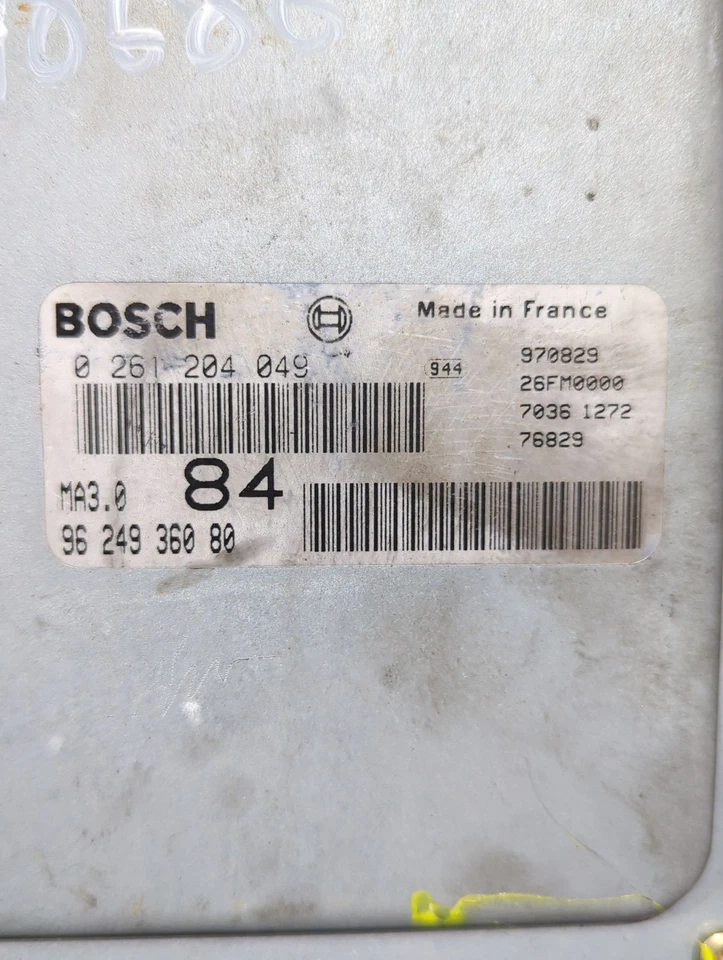 BOSCH
Made in France
0 261 204 049
944
970829
26FM0000
7036 1272
76829
MA3.0
84
96 249 360 80